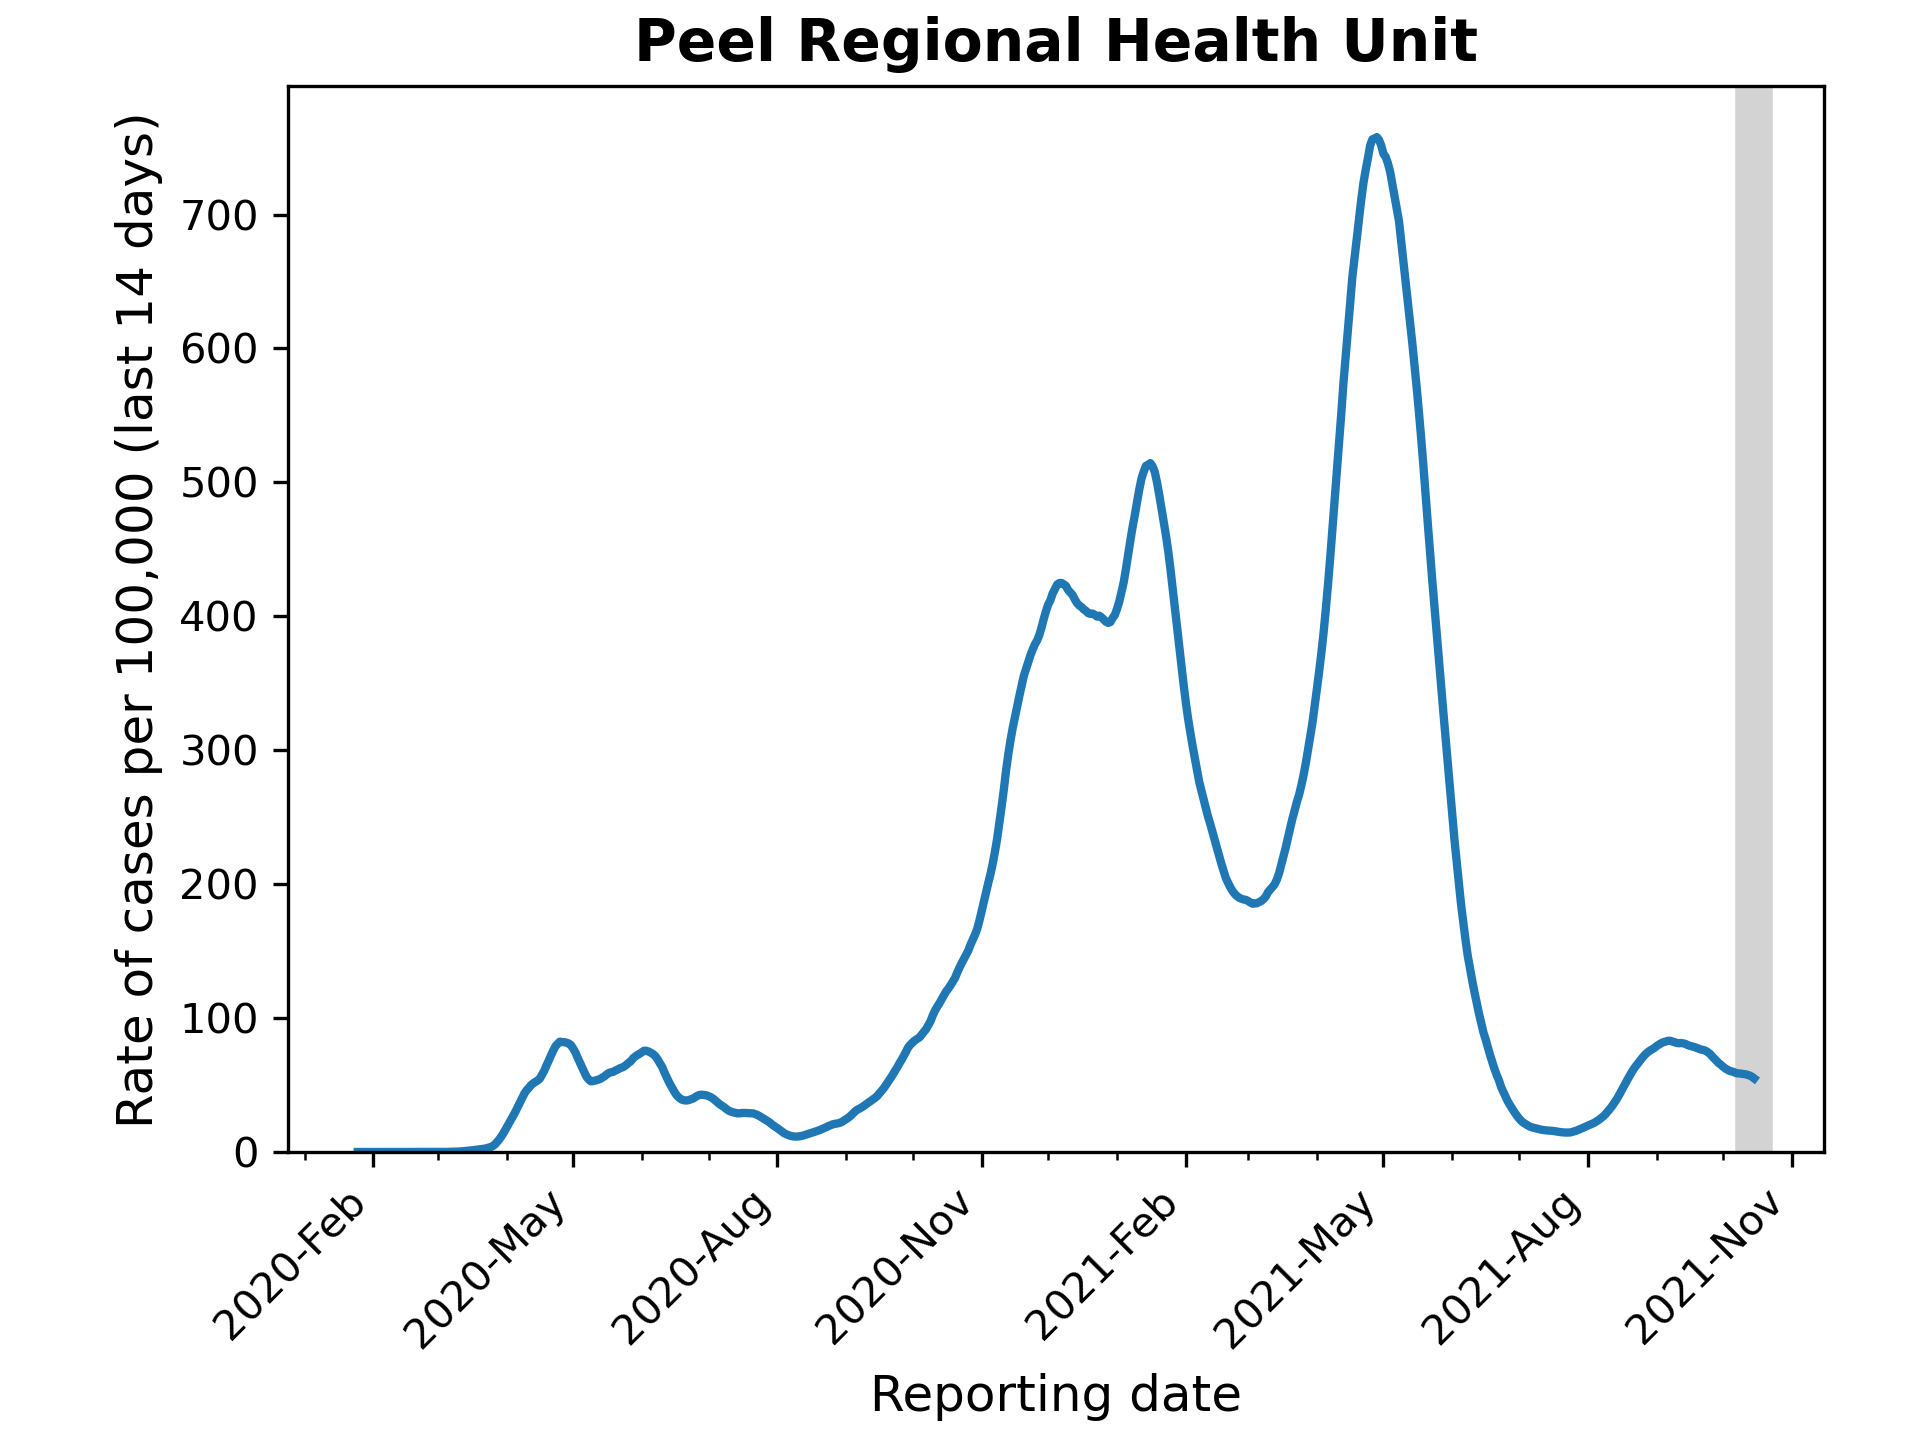 Peel Regional Health Unit
Rate of cases per 100,000 (last 14 days)
700
600
500
400
300
200
100
0
2020-Feb
2020-May
2020-Aug
2020-Nov
2021-Feb
2021-May
2021-Aug
2021-Nov
Reporting date